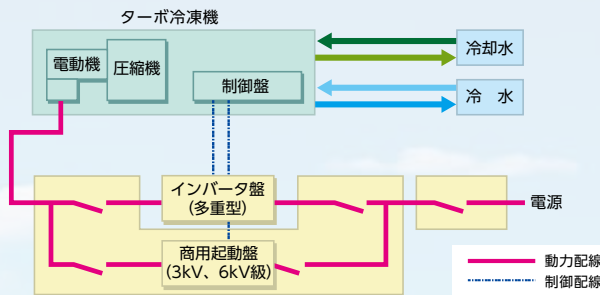 ターボ冷凍機
電動機
圧縮機
制御盤
冷却水
冷　水
インバータ盤
（多重型）
電源
商用起動盤
（3kV、6kV級）
動力配線
制御配線